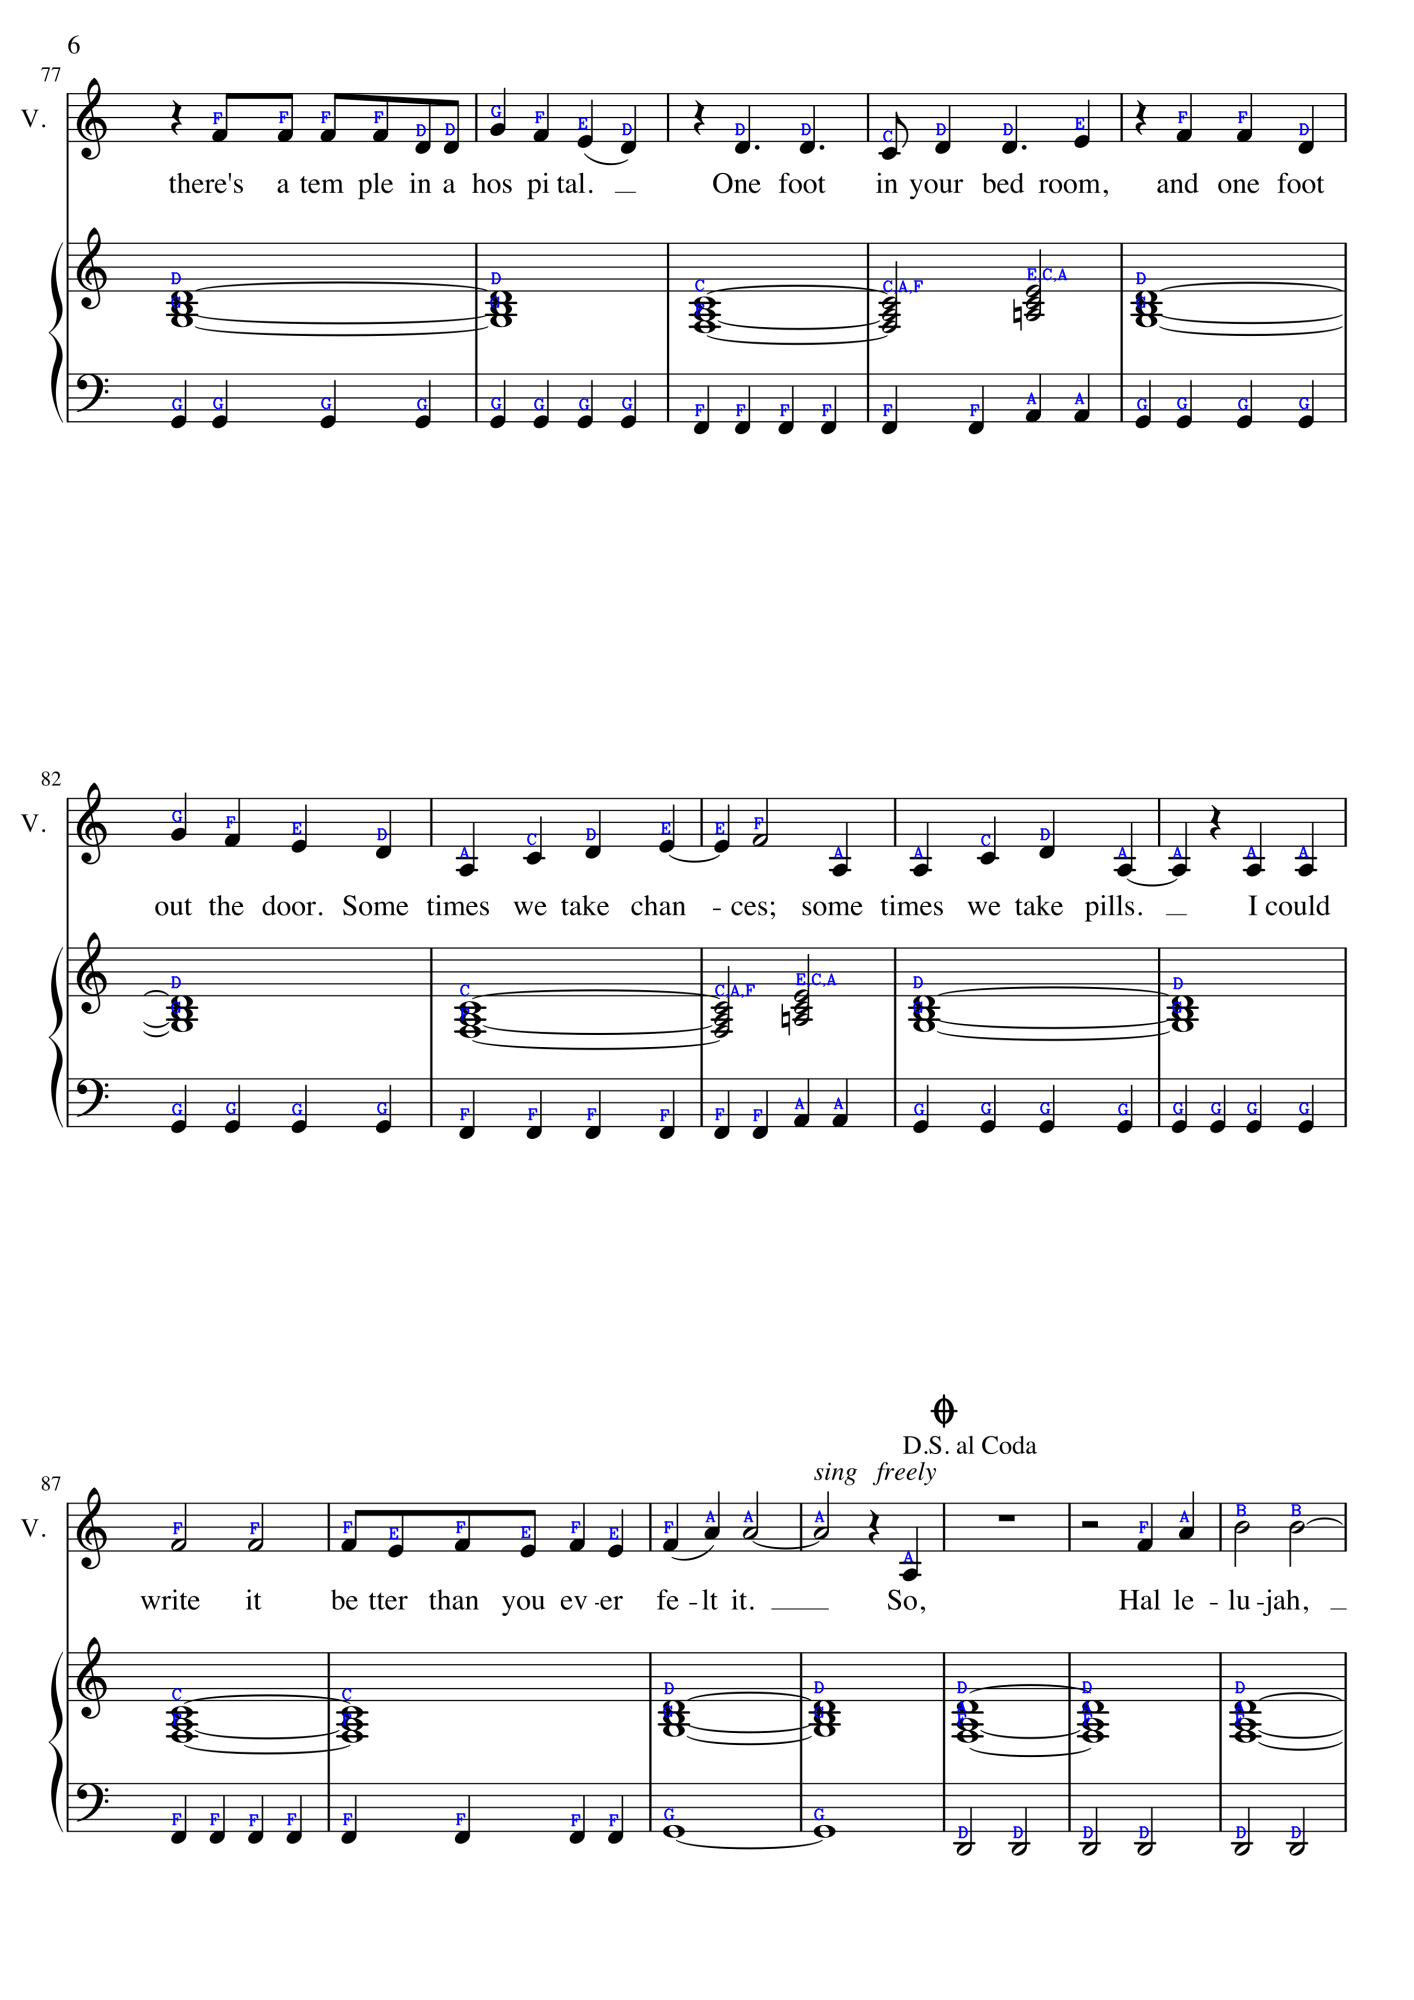 6
77
V.
F F F F D D G F E D D D C D D E F F D
there's a tem ple in a hos pi tal. _ One foot in your bed room, and one foot
D D C C,A,F E,C,A D
G G G G G G G G F F F F F F A A G G G G
82
V.
G F E D A C D E E F A A C D A A A A
out the door. Some times we take chan - ces; some times we take pills. _ I could
D C C,A,F E,C,A D D
G G G G F F F F F F A A G G G G G G G G
D.S. al Coda
sing freely
87
V.
F F F E F E F E F A A A A F A B B
write it be tter than you ev -er fe -lt it. _ So, Hal le -lu -jah, _
C C D D D D D
F F F F F F F F G G D D D D D D